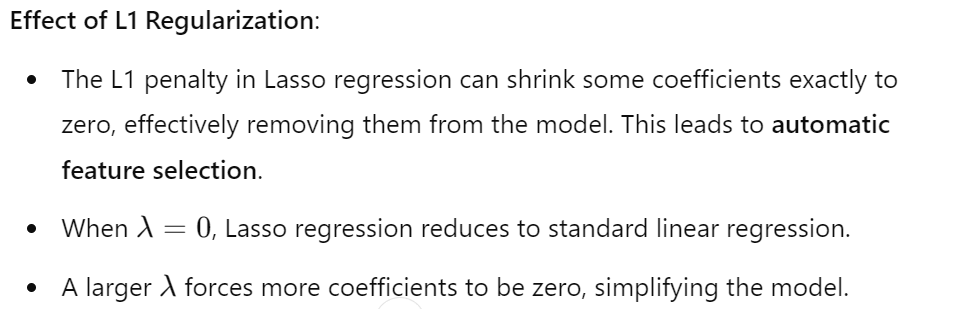 Effect of L1 Regularization:
• The L1 penalty in Lasso regression can shrink some coefficients exactly to
zero, effectively removing them from the model. This leads to automatic
feature selection.
• When λ = 0, Lasso regression reduces to standard linear regression.
• A larger λ forces more coefficients to be zero, simplifying the model.